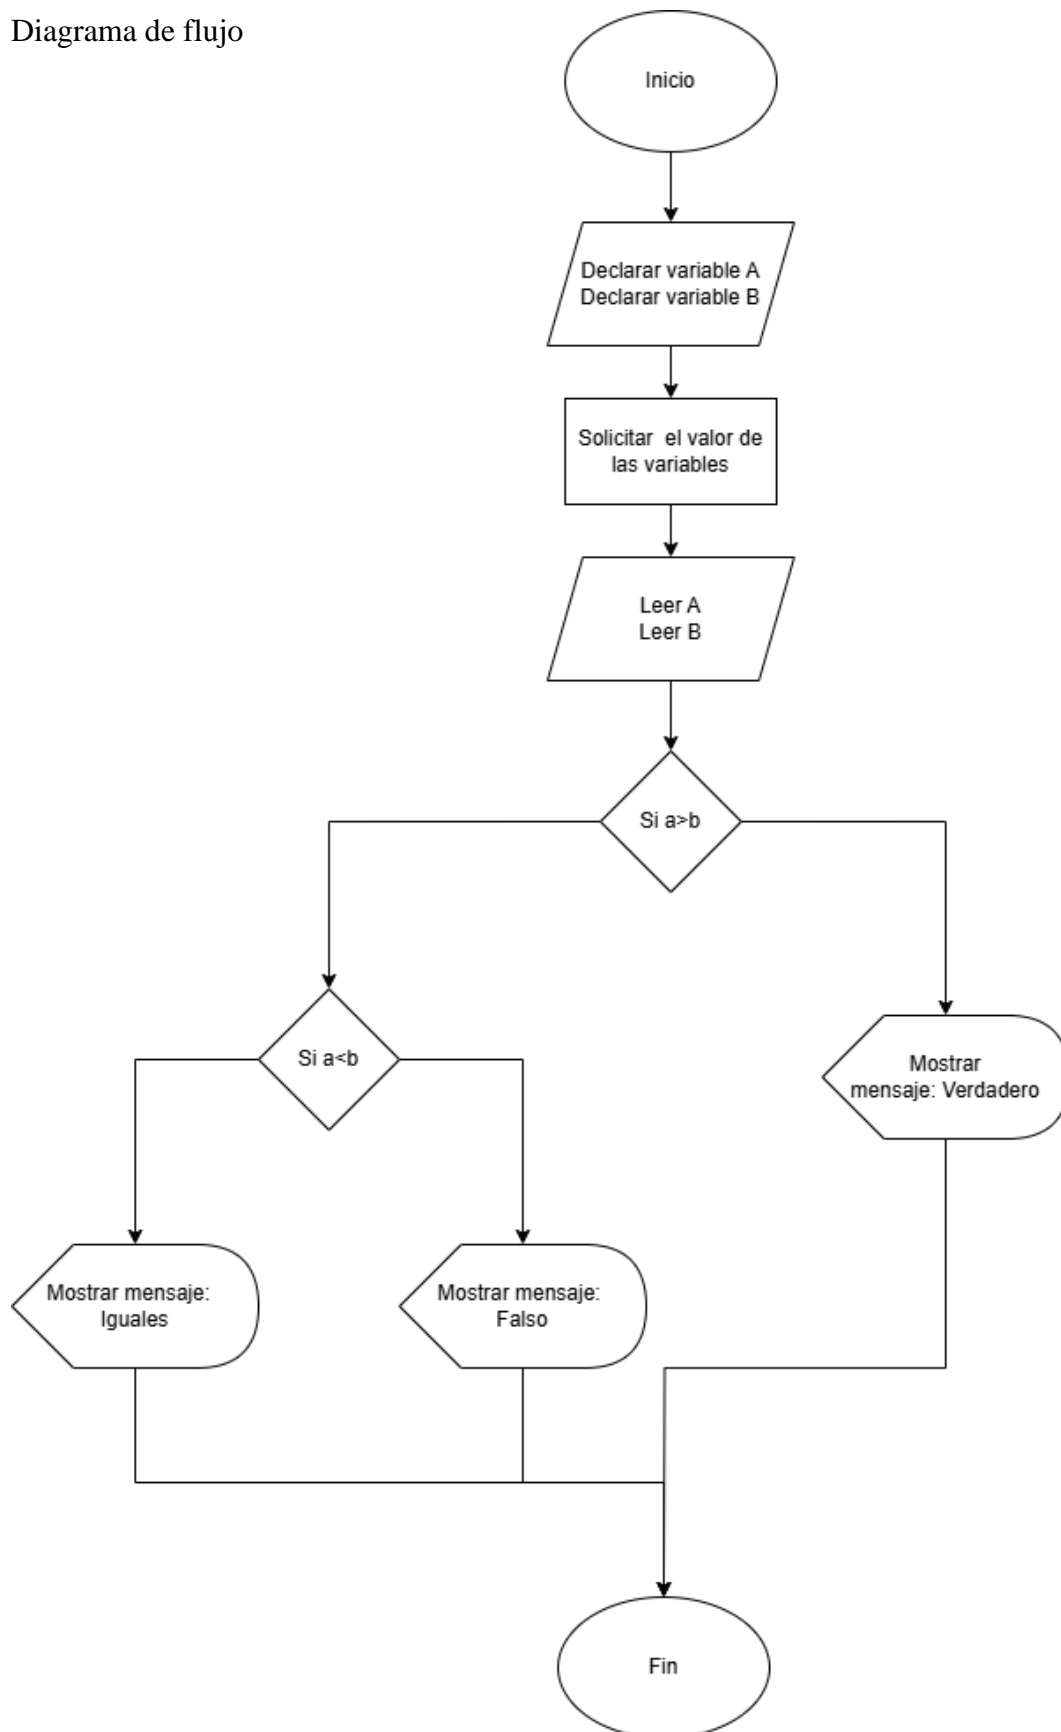 Diagrama de flujo
Inicio
Declarar variable A
Declarar variable B
Solicitar  el valor de
las variables
Leer A
Leer B
Si a>b
Si a<b
Mostrar
mensaje: Verdadero
Mostrar mensaje:
Iguales
Mostrar mensaje:
Falso
Fin